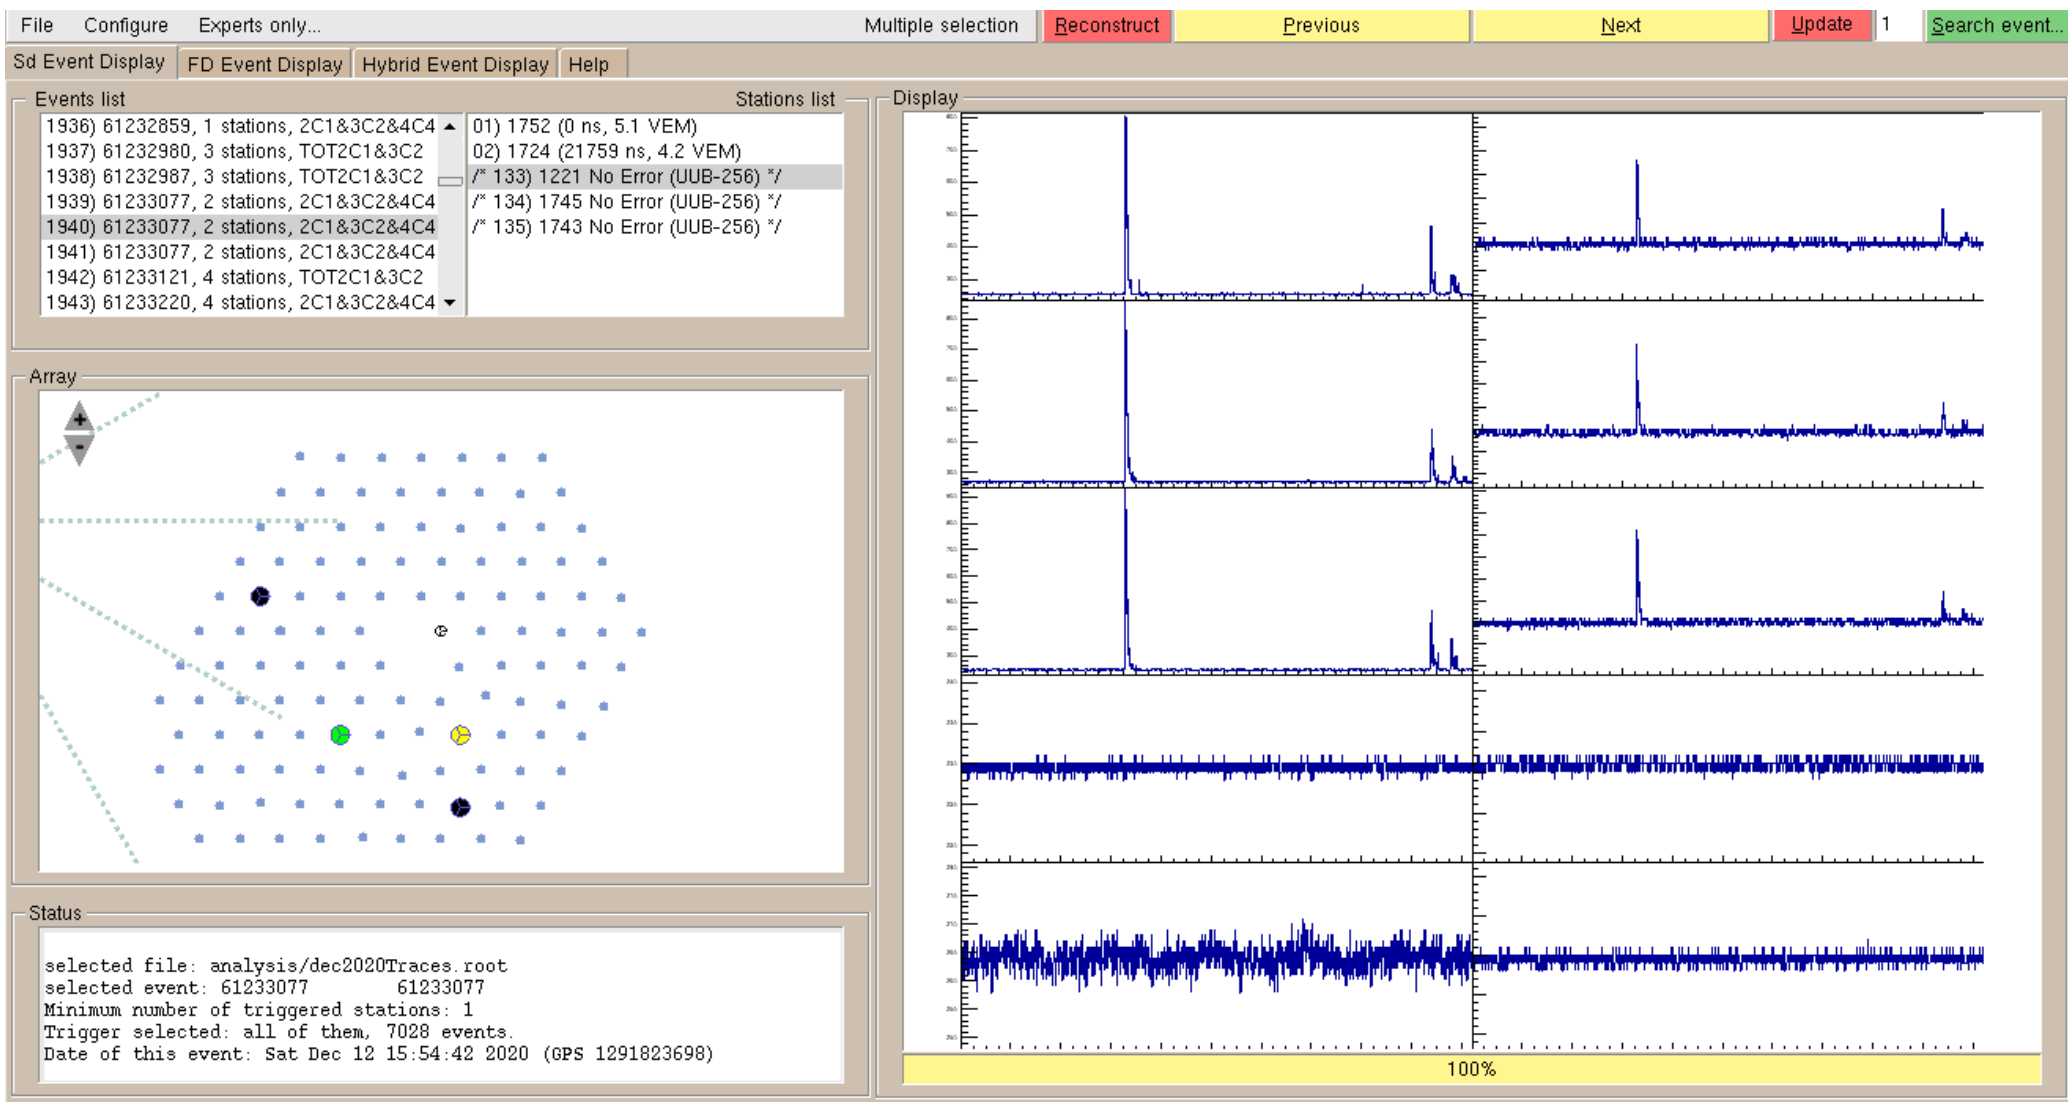 File Configure Experts only... Multiple selection Reconstruct Previous Next Update 1 Search event...
Sd Event Display FD Event Display Hybrid Event Display Help
Events list Stations list Display
1936) 61232859, 1 stations, 2C1&3C2&4C4
1937) 61232980, 3 stations, TOT2C1&3C2
1938) 61232987, 3 stations, TOT2C1&3C2
1939) 61233077, 2 stations, 2C1&3C2&4C4
1940) 61233077, 2 stations, 2C1&3C2&4C4
1941) 61233077, 2 stations, 2C1&3C2&4C4
1942) 61233121, 4 stations, TOT2C1&3C2
1943) 61233220, 4 stations, 2C1&3C2&4C4
01) 1752 (0 ns, 5.1 VEM)
02) 1724 (21759 ns, 4.2 VEM)
/* 133) 1221 No Error (UUB-256) */
/* 134) 1745 No Error (UUB-256) */
/* 135) 1743 No Error (UUB-256) */
Array
+
-
Status
selected file: analysis/dec2020Traces.root
selected event: 61233077 61233077
Minimum number of triggered stations: 1
Trigger selected: all of them, 7028 events.
Date of this event: Sat Dec 12 15:54:42 2020 (GPS 1291823698)
100%